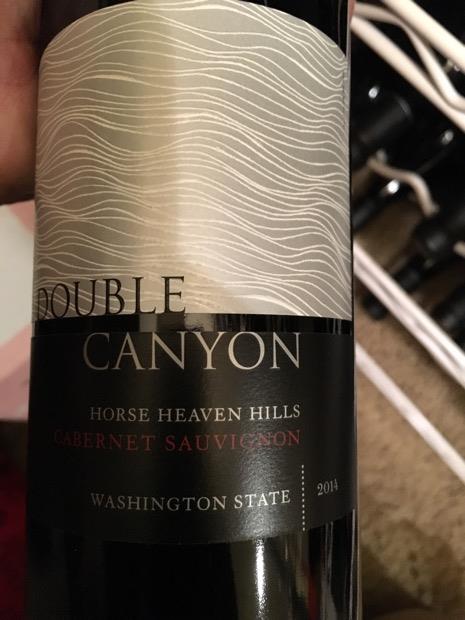 DOUBLE
CANYON
HORSE HEAVEN HILLS
CABERNET SAUVIGNON
WASHINGTON STATE
2014